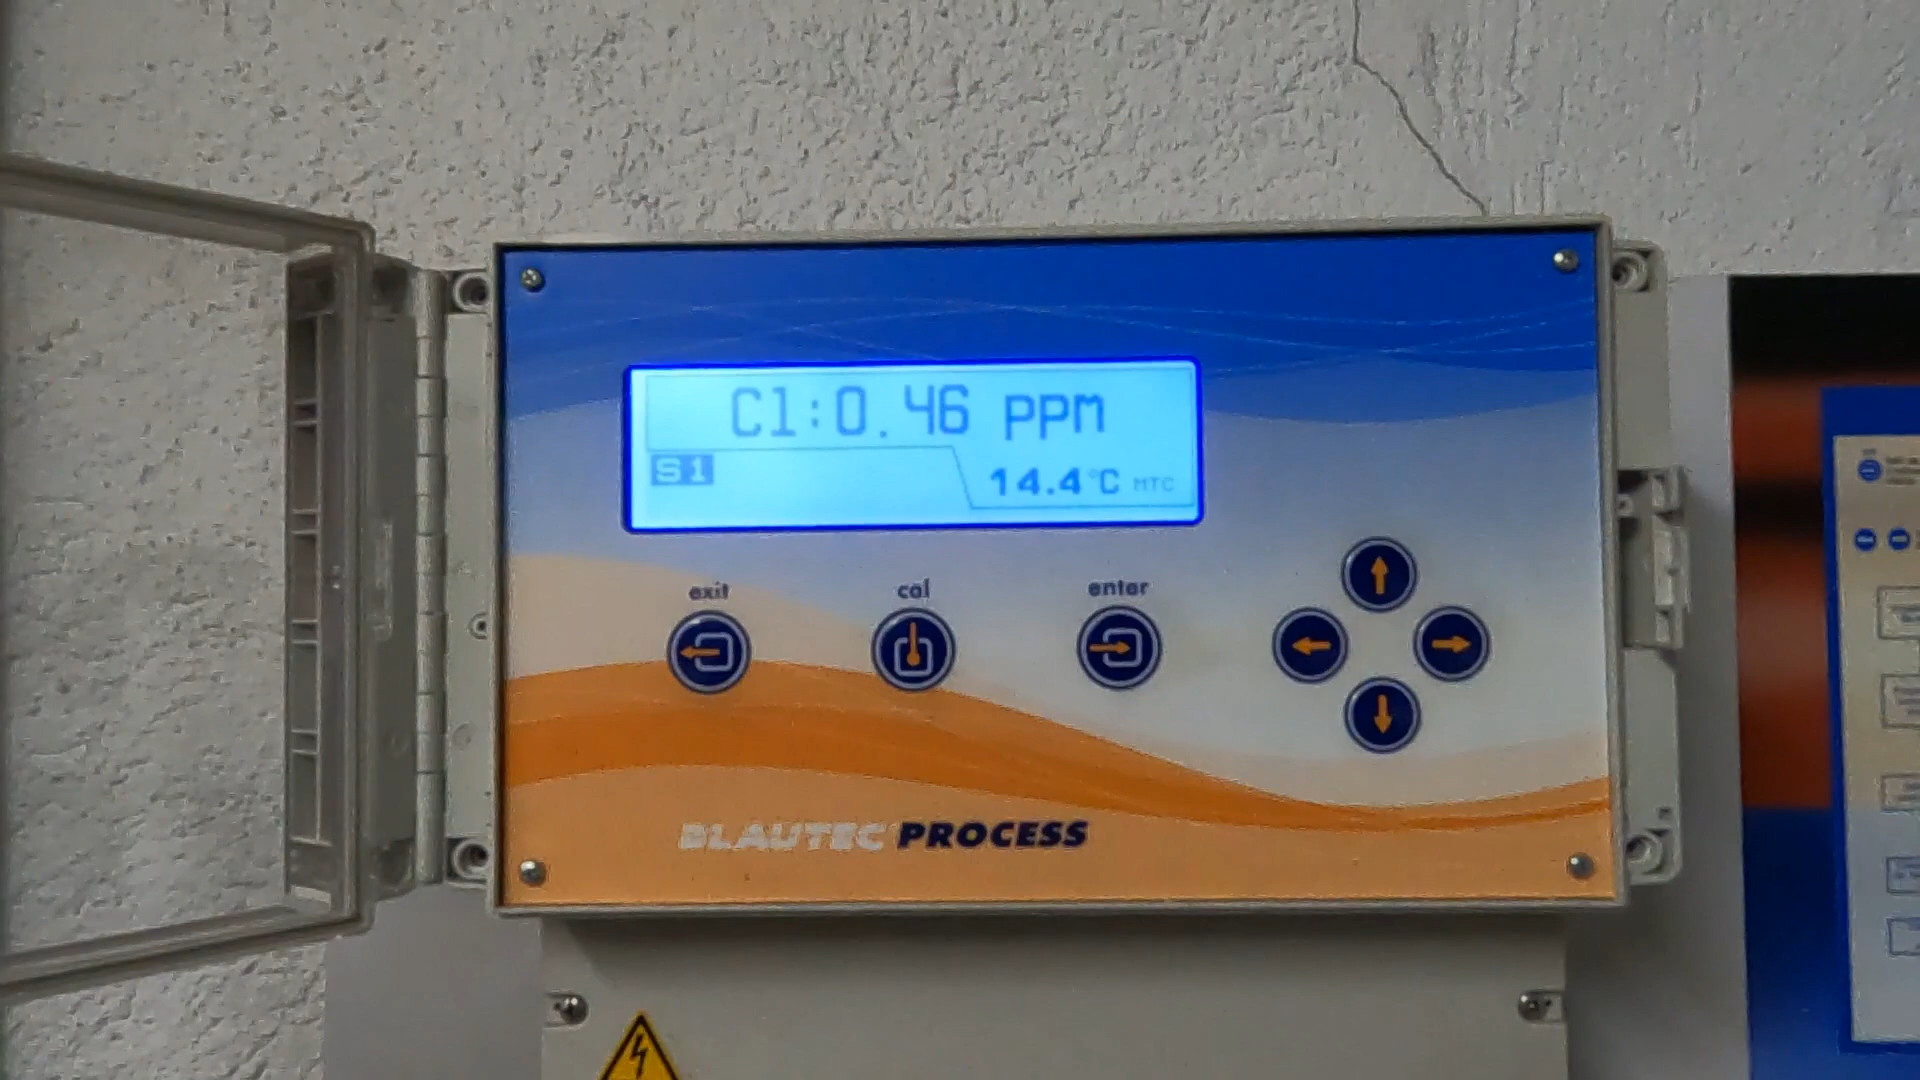 Cl:0.46 PPM
S1
14.4°C MTC
exit
cal
enter
BLAUTEC PROCESS